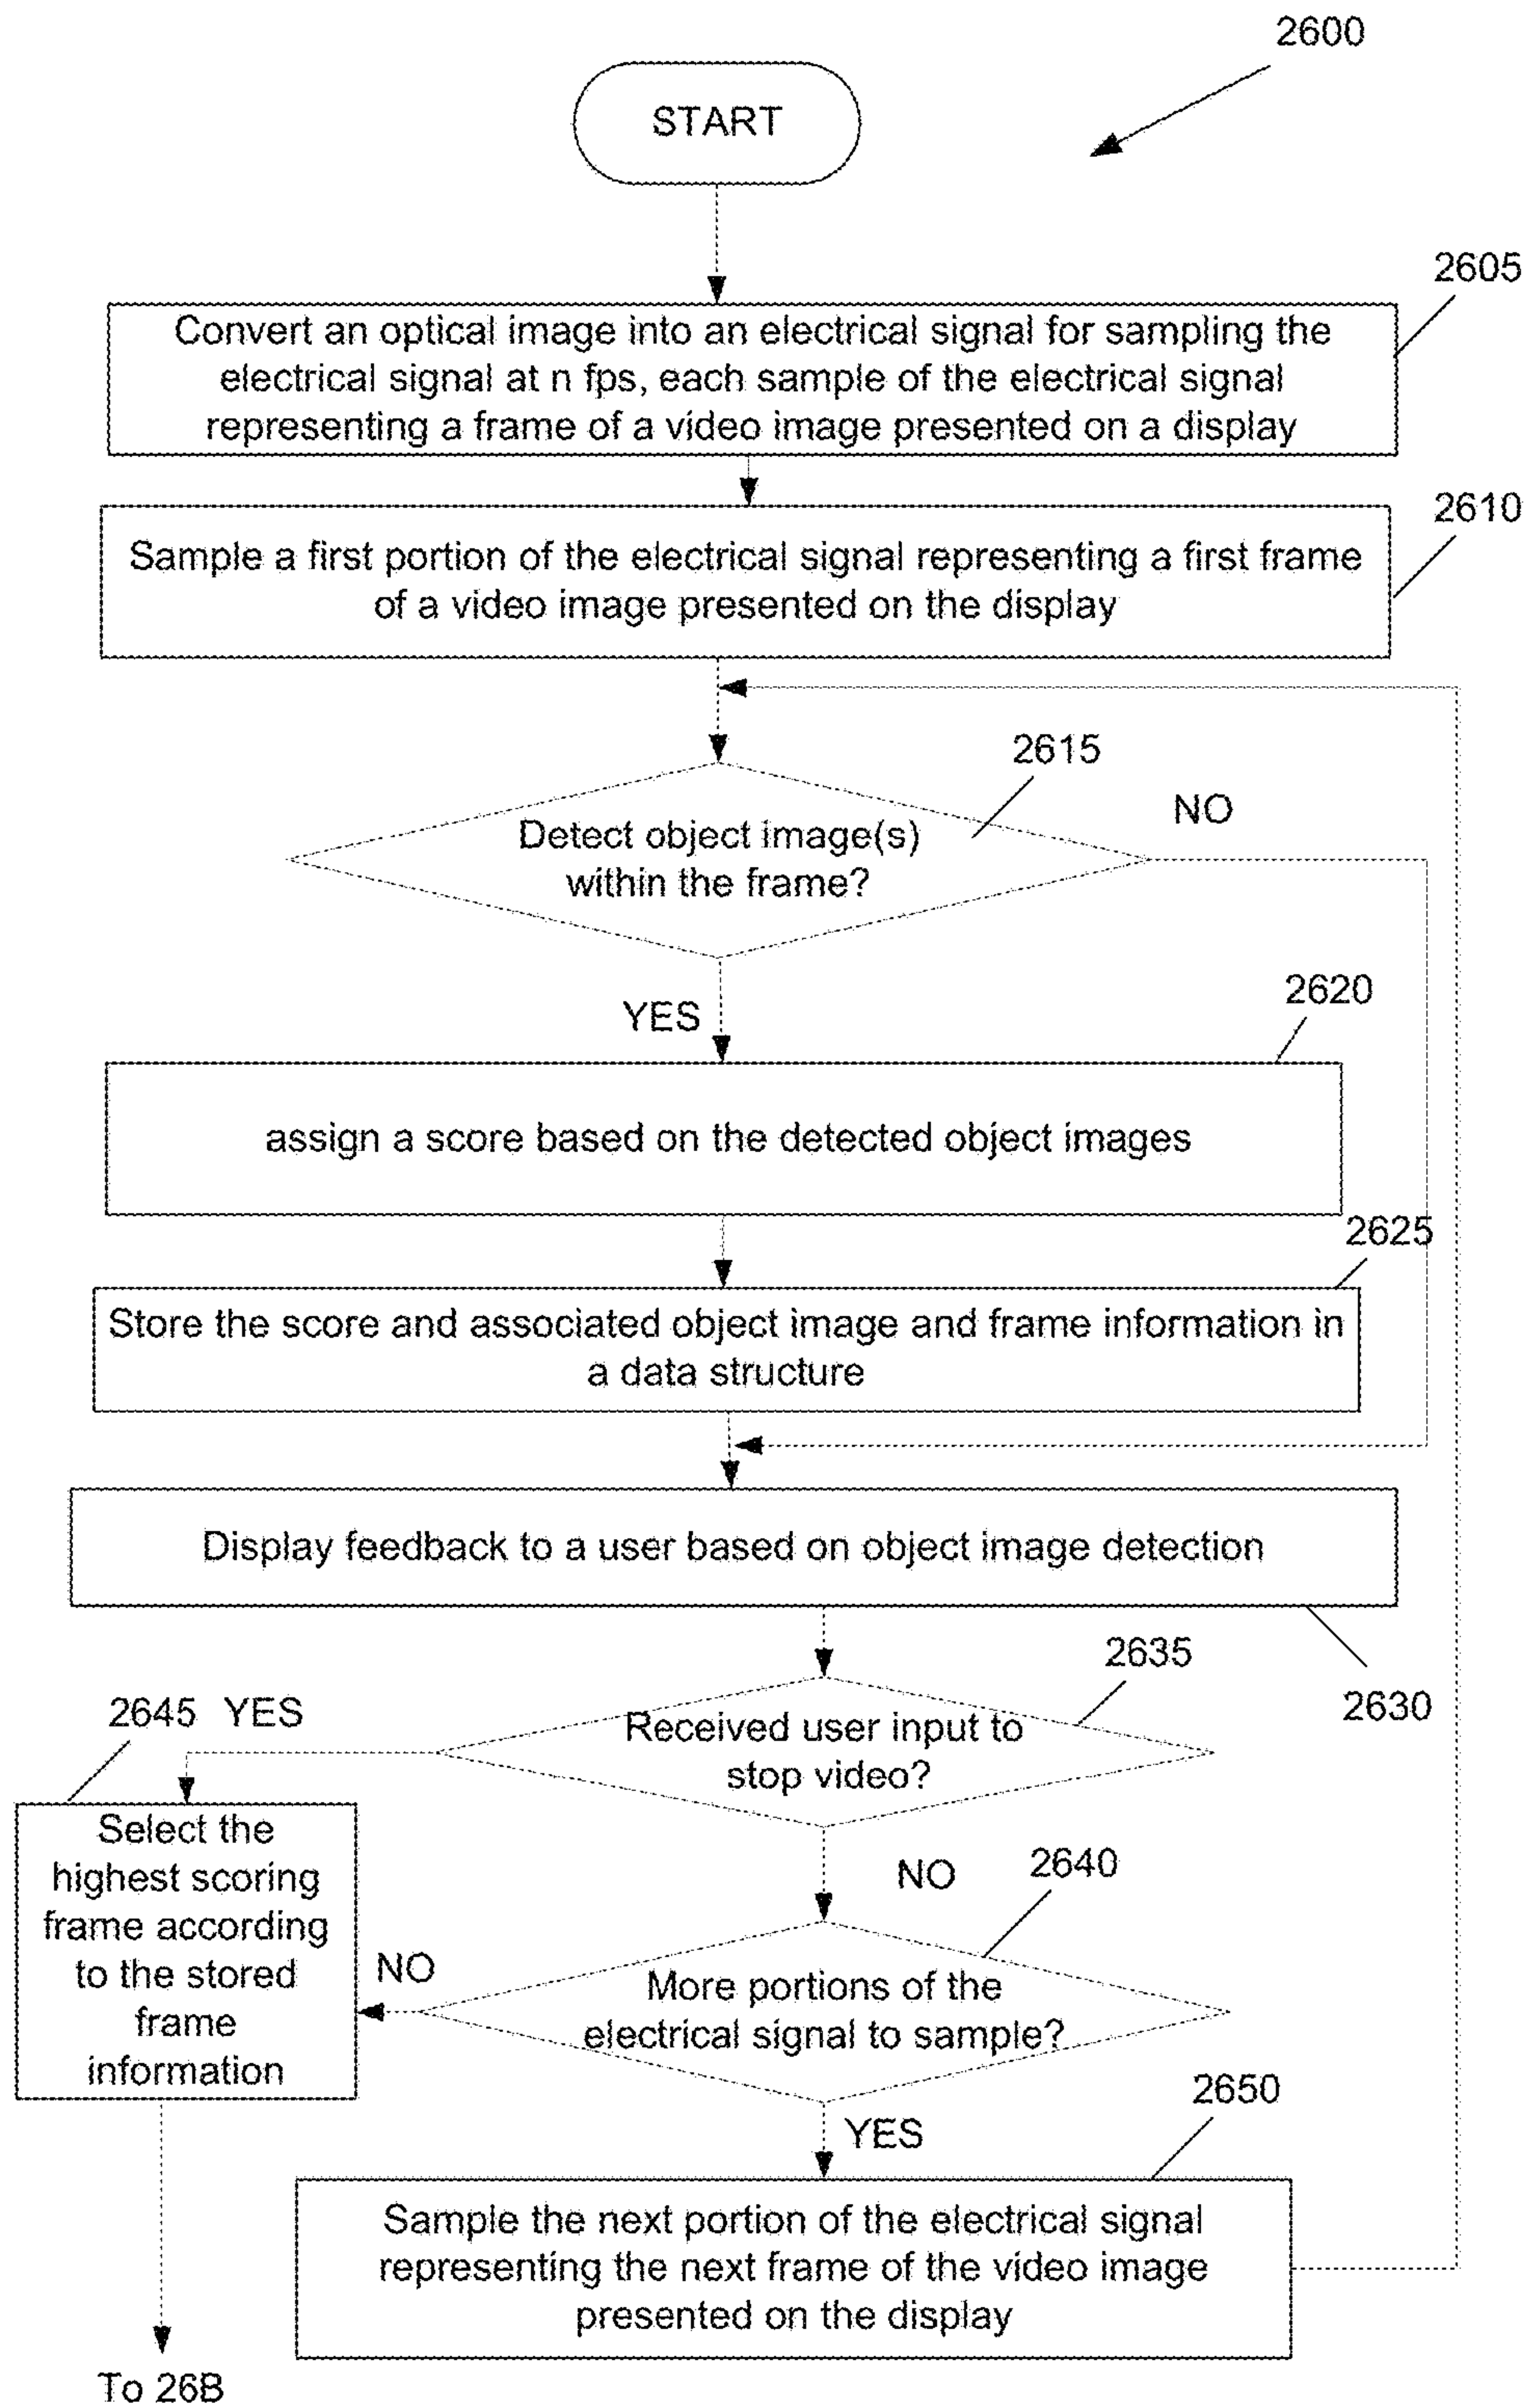 2600
START
2605
Convert an optical image into an electrical signal for sampling the
electrical signal at n fps, each sample of the electrical signal
representing a frame of a video image presented on a display
2610
Sample a first portion of the electrical signal representing a first frame
of a video image presented on the display
2615
NO
Detect object image(s)
within the frame?
YES
2620
assign a score based on the detected object images
2625
Store the score and associated object image and frame information in
a data structure
Display feedback to a user based on object image detection
2630
2635
Received user input to
stop video?
2645 YES
Select the
highest scoring
frame according
to the stored
frame
information
NO
2640
NO
More portions of the
electrical signal to sample?
YES
2650
Sample the next portion of the electrical signal
representing the next frame of the video image
presented on the display
To 26B